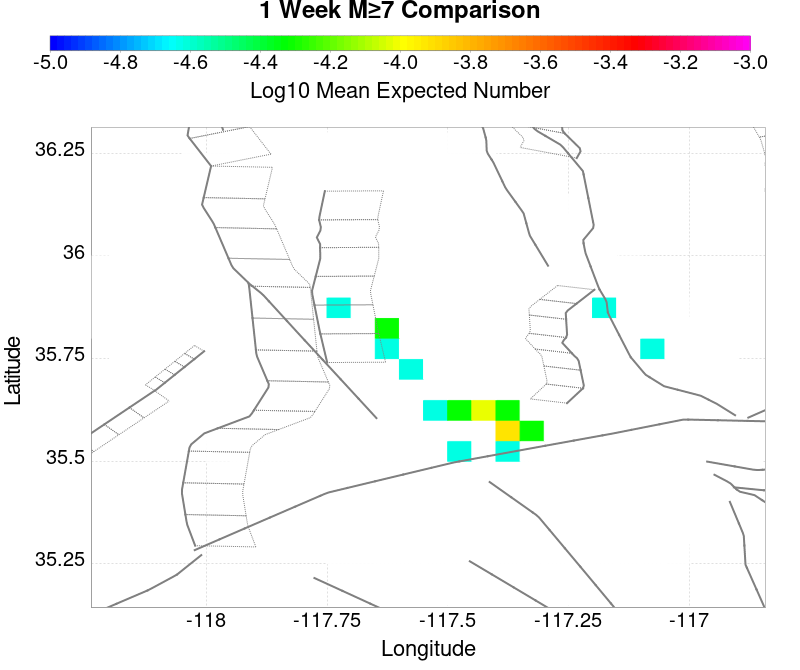 1 Week M≥7 Comparison
-5.0 -4.8 -4.6 -4.4 -4.2 -4.0 -3.8 -3.6 -3.4 -3.2 -3.0
Log10 Mean Expected Number
36.25
36
35.75
35.5
35.25
Latitude
-118 -117.75 -117.5 -117.25 -117
Longitude